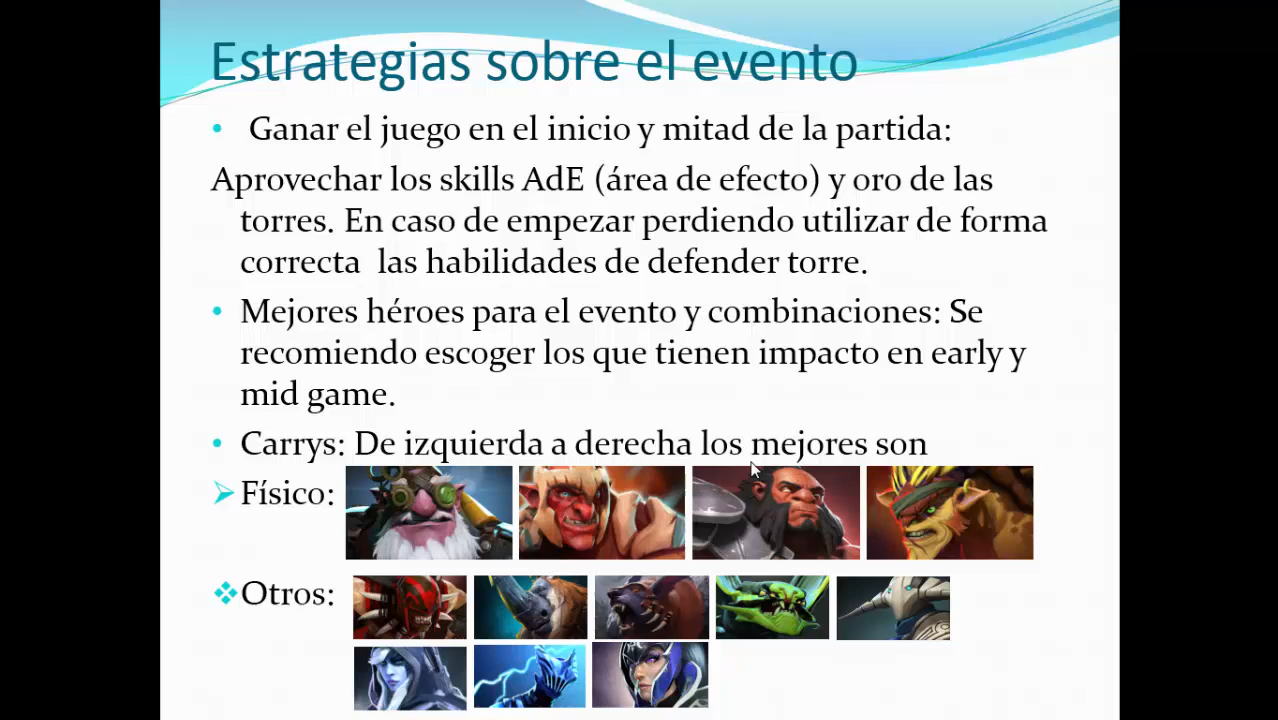 Estrategias sobre el evento
• Ganar el juego en el inicio y mitad de la partida:
Aprovechar los skills AdE (área de efecto) y oro de las
torres. En caso de empezar perdiendo utilizar de forma
correcta las habilidades de defender torre.
• Mejores héroes para el evento y combinaciones: Se
recomiendo escoger los que tienen impacto en early y
mid game.
• Carrys: De izquierda a derecha los mejores son
➢ Físico:
❖ Otros: